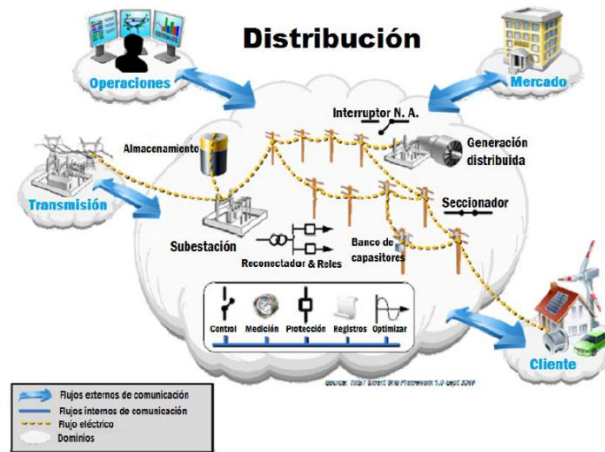 Distribución
Operaciones
Mercado
Interruptor N. A.
Almacenamiento
Generación
distribuida
Transmisión
Seccionador
Subestación
Reconectador & Reles
Banco de
capasitores
Control
Medición
Protección
Registros
Optimizar
Cliente
Flujos externos de comunicación
Flujos internos de comunicación
Flujo eléctrico
Dominios